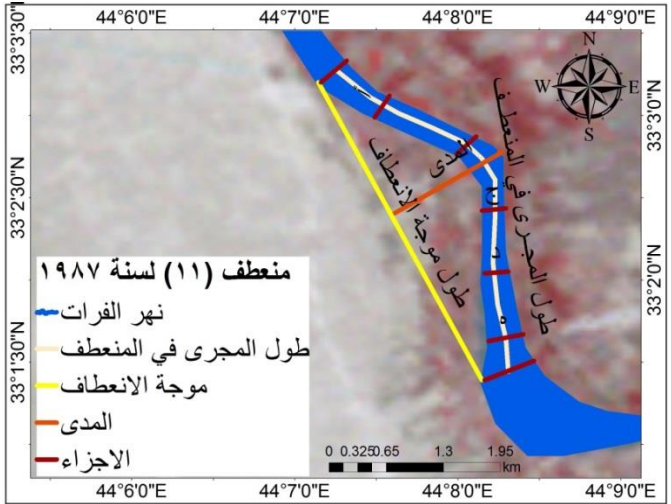 44°6'0"E 44°7'0"E 44°8'0"E 44°9'0"E
33°3'30"N
33°3'0"N
33°2'30"N
33°2'0"N
33°1'30"N
N
W E
S
المدى
طول موجة الانعطاف
طول المجرى في المنعطف
منعطف (١١) لسنة ١٩٨٧
نهر الفرات
طول المجرى في المنعطف
موجة الانعطاف
المدى
الاجزاء
0 0.325 0.65 1.3 1.95
km
44°6'0"E 44°7'0"E 44°8'0"E 44°9'0"E